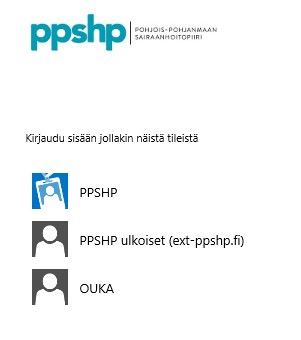 ppshp
POHJOIS-POHJANMAAN
SAIRAANHOITOPIIRI
Kirjaudu sisään jollakin näistä tileistä
PPSHP
PPSHP ulkoiset (ext-ppshp.fi)
OUKA